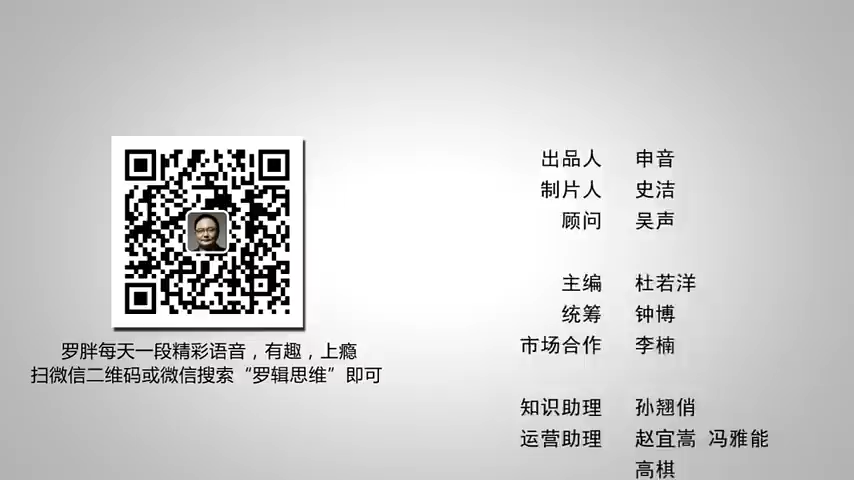 出品人 申音
制片人 史洁
顾问 吴声
主编 杜若洋
统筹 钟博
市场合作 李楠
知识助理 孙翘俏
运营助理 赵宜嵩 冯雅能
高棋
罗胖每天一段精彩语音，有趣，上瘾
扫微信二维码或微信搜索“罗辑思维”即可